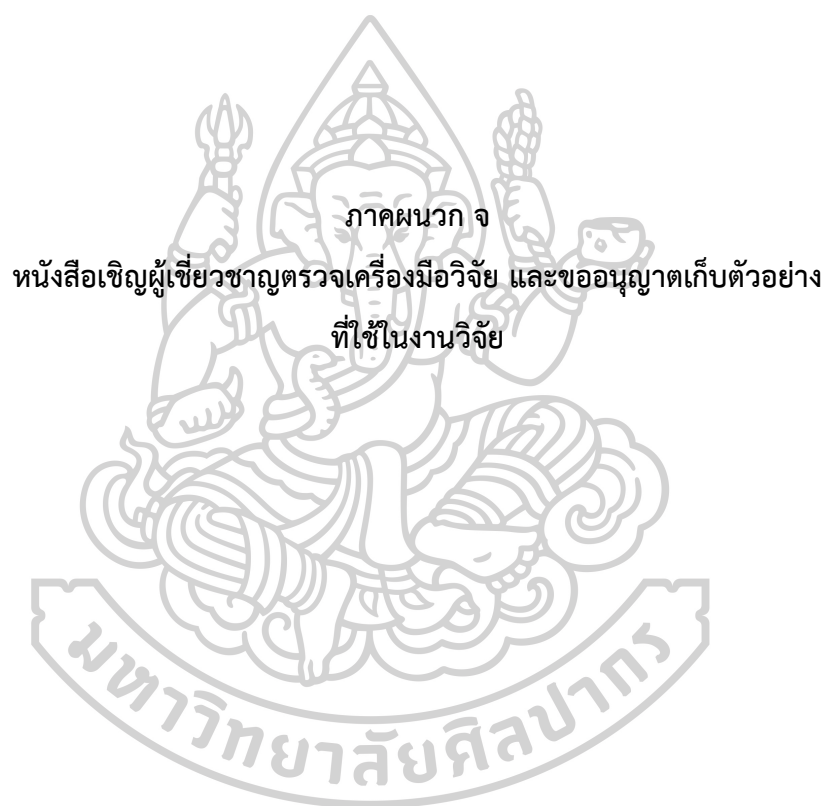 ภาคผนวก จ
หนังสือเชิญผู้เชี่ยวชาญตรวจเครื่องมือวิจัย และขออนุญาตเก็บตัวอย่าง
ที่ใช้ในงานวิจัย
มหาวิทยาลัยศิลปากร